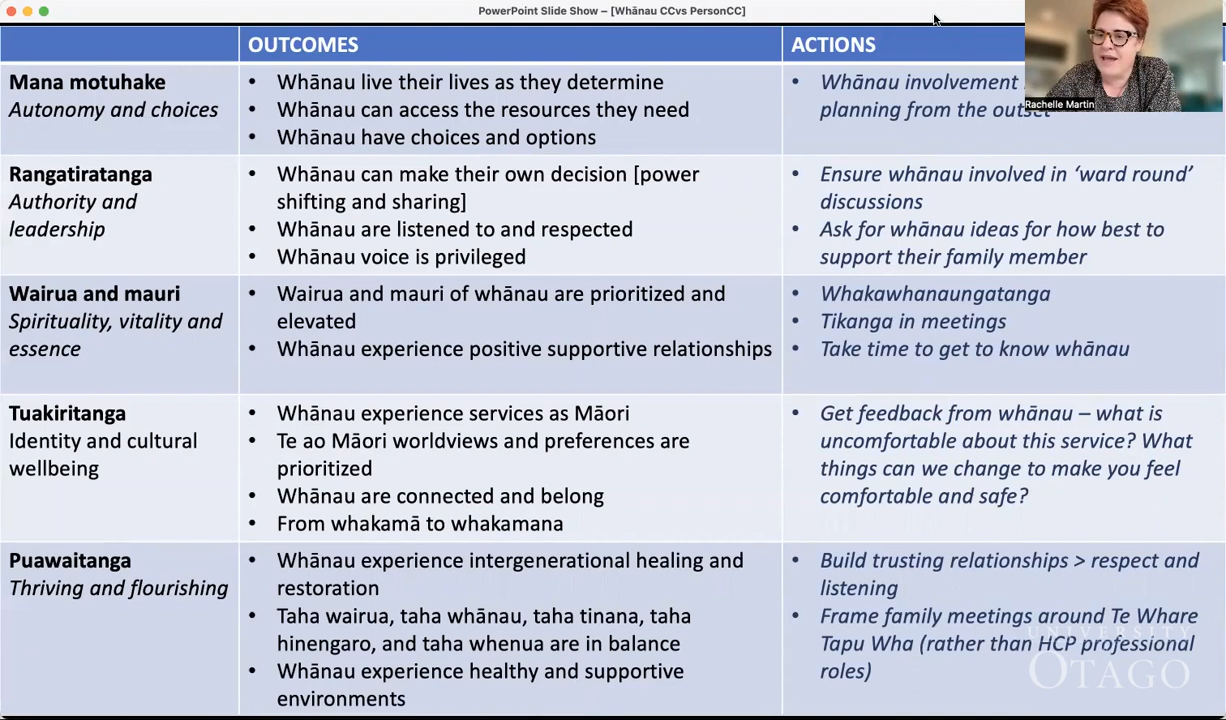 PowerPoint Slide Show – [Whānau CCvs PersonCC]
OUTCOMES
ACTIONS
Rachelle Martin
Mana motuhake
Autonomy and choices
• Whānau live their lives as they determine
• Whānau can access the resources they need
• Whānau have choices and options
• Whānau involvement
planning from the outset
Rangatiratanga
Authority and
leadership
• Whānau can make their own decision [power
shifting and sharing]
• Whānau are listened to and respected
• Whānau voice is privileged
• Ensure whānau involved in ‘ward round’
discussions
• Ask for whānau ideas for how best to
support their family member
Wairua and mauri
Spirituality, vitality and
essence
• Wairua and mauri of whānau are prioritized and
elevated
• Whānau experience positive supportive relationships
• Whakawhanaungatanga
• Tikanga in meetings
• Take time to get to know whānau
Tuakiritanga
Identity and cultural
wellbeing
• Whānau experience services as Māori
• Te ao Māori worldviews and preferences are
prioritized
• Whānau are connected and belong
• From whakamā to whakamana
• Get feedback from whānau – what is
uncomfortable about this service? What
things can we change to make you feel
comfortable and safe?
Puawaitanga
Thriving and flourishing
• Whānau experience intergenerational healing and
restoration
• Taha wairua, taha whānau, taha tinana, taha
hinengaro, and taha whenua are in balance
• Whānau experience healthy and supportive
environments
• Build trusting relationships > respect and
listening
• Frame family meetings around Te Whare
Tapu Wha (rather than HCP professional
roles)
UNIVERSITY
OTAGO